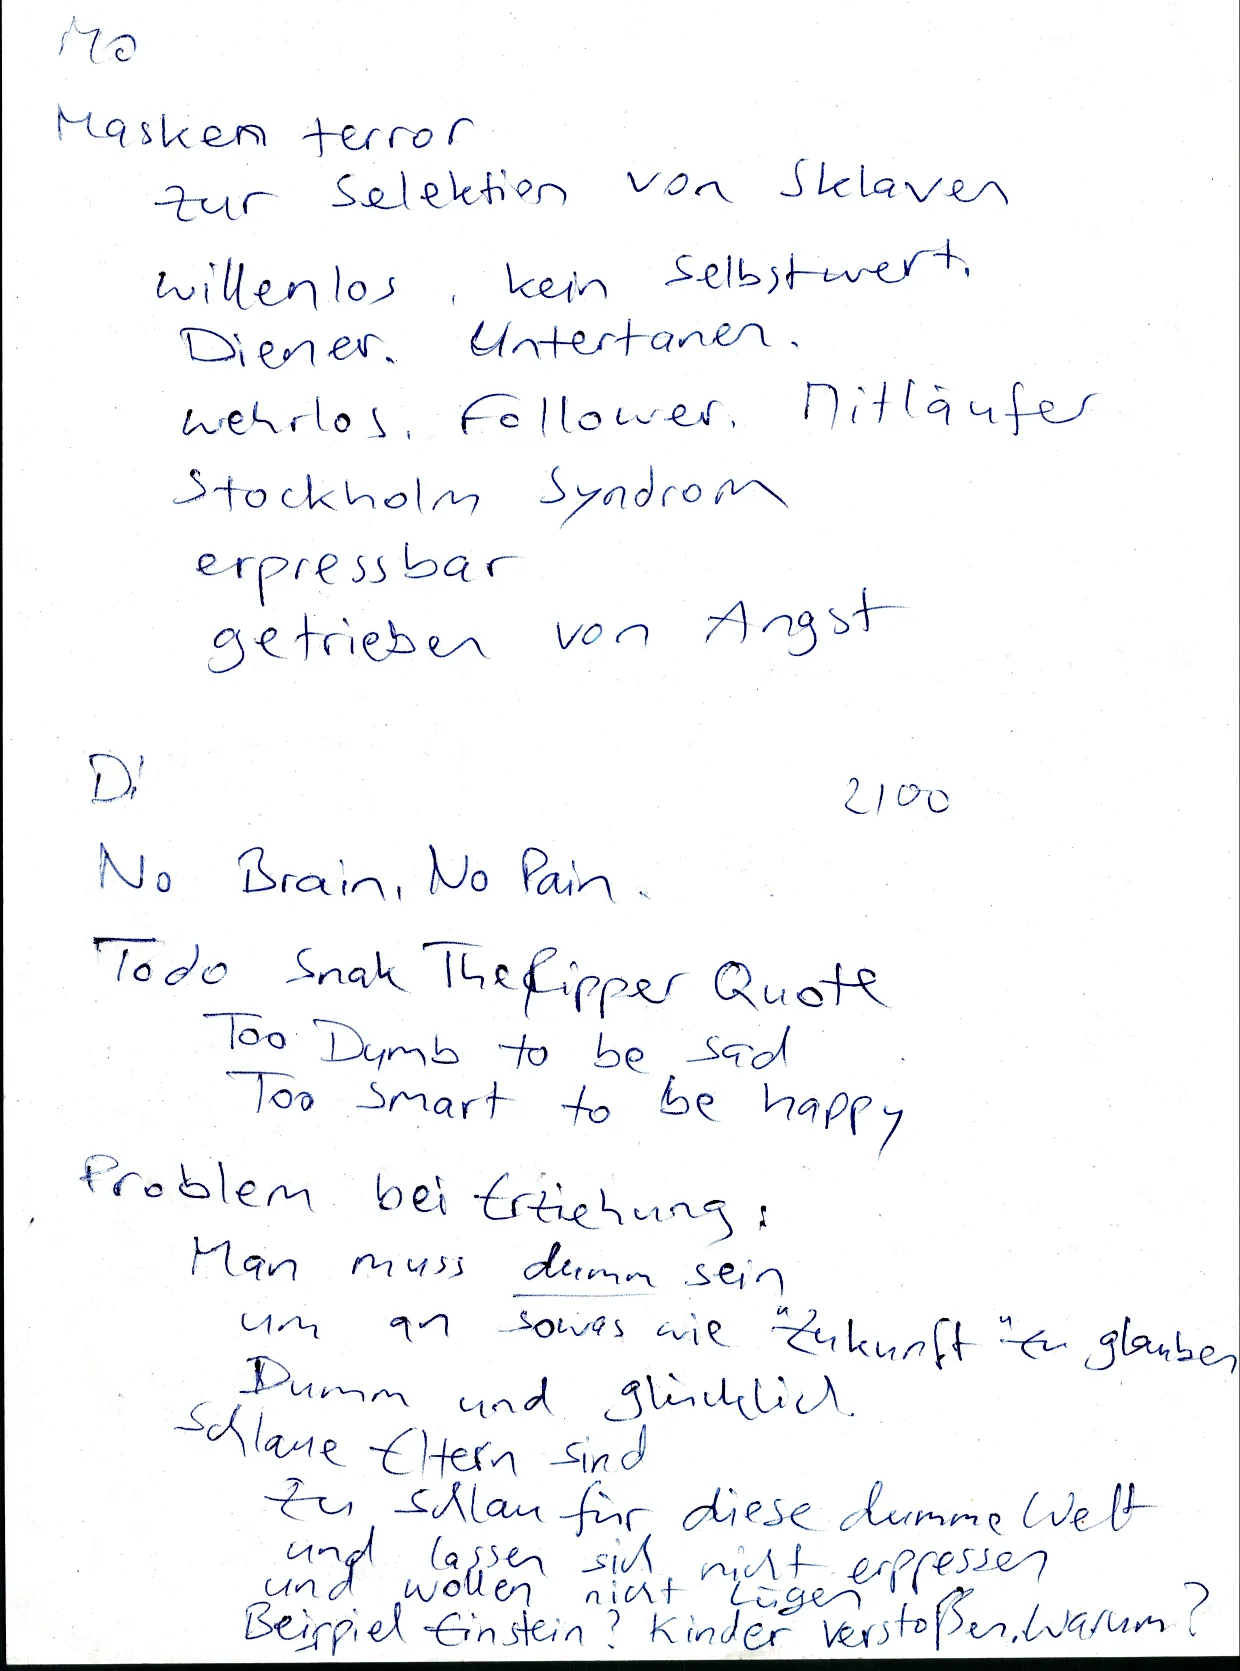 Mo
Masken terror
zur Selektion von Sklaven
willenlos, kein Selbstwert.
Diener. Untertanen.
wehrlos. Follower. Mitläufer
Stockholm Syndrom
erpressbar
getrieben von Angst
Di
2100
No Brain, No Pain.
Todo Snak The Ripper Quote
Too Dumb to be sad
Too smart to be happy
Problem bei Erziehung:
Man muss dumm sein
um an sowas wie "Zukunft" zu glauben
Dumm und glücklich.
Schlaue Eltern sind
zu schlau für diese dumme Welt
und lassen sich nicht erpressen
und wollen nicht Lügen
Beispiel Einstein? Kinder verstoßen. Warum?